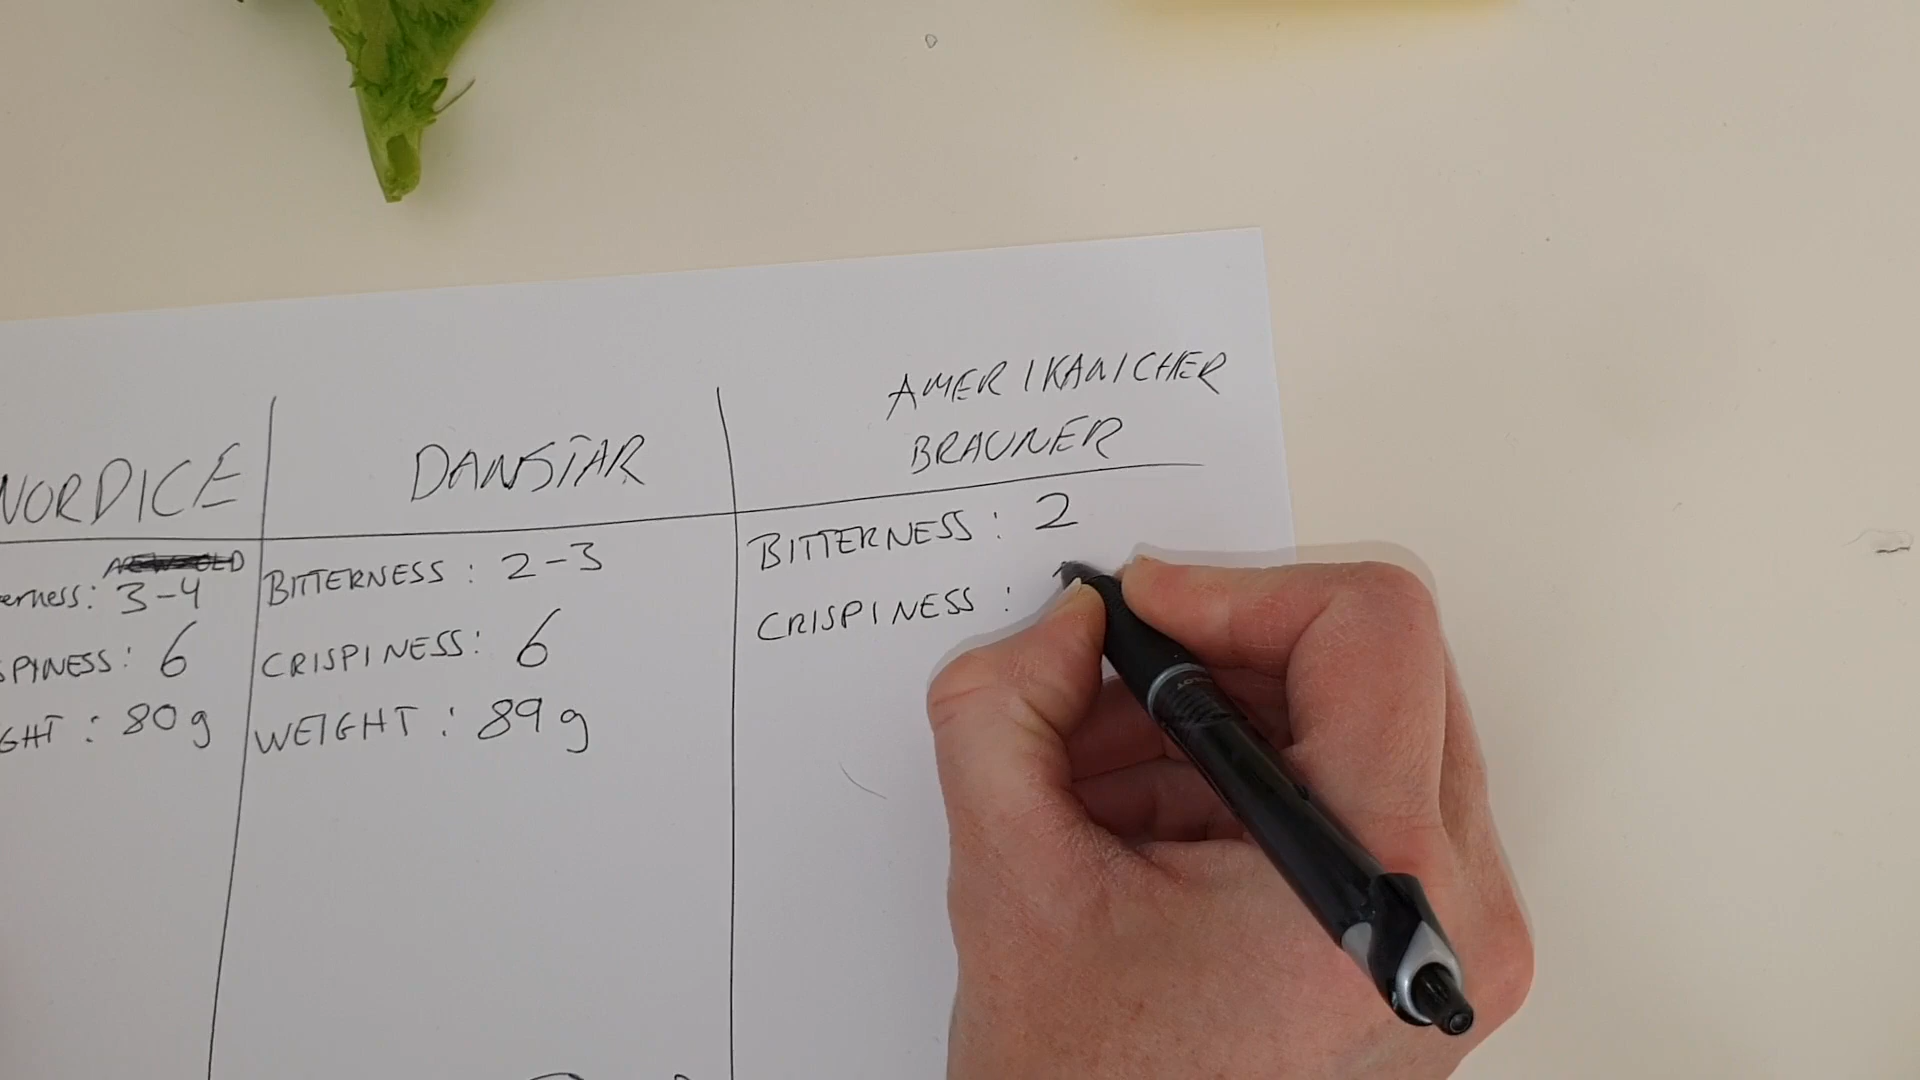 NORDICE
erness: 3-4
SPINESS: 6
GHT: 80g
DANSTAR
BITTERNESS: 2-3
CRISPINESS: 6
WEIGHT: 89g
AMERIKANICHER
BRAUNER
BITTERNESS: 2
CRISPINESS: